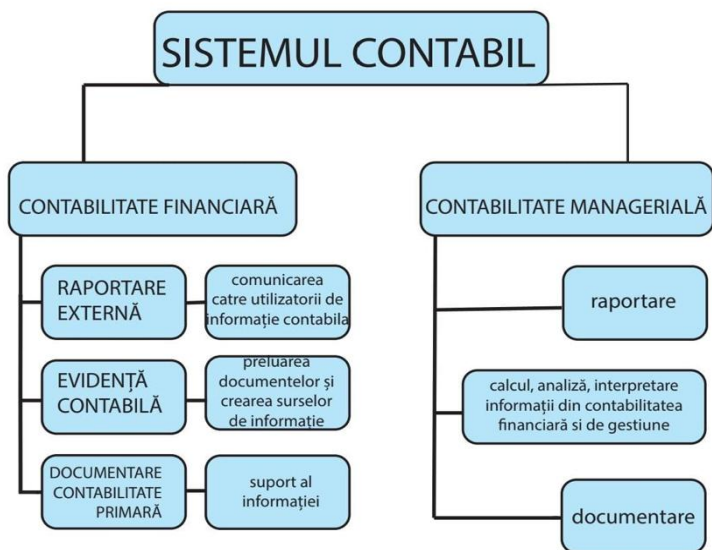 SISTEMUL CONTABIL
CONTABILITATE FINANCIARĂ
RAPORTARE
EXTERNĂ
comunicarea
catre utilizatorii de
informație contabila
EVIDENȚĂ
CONTABILĂ
preluarea
documentelor și
crearea surselor
de informație
DOCUMENTARE
CONTABILITATE
PRIMARĂ
suport al
informației
CONTABILITATE MANAGERIALĂ
raportare
calcul, analiză, interpretare
informații din contabilitatea
financiară si de gestiune
documentare